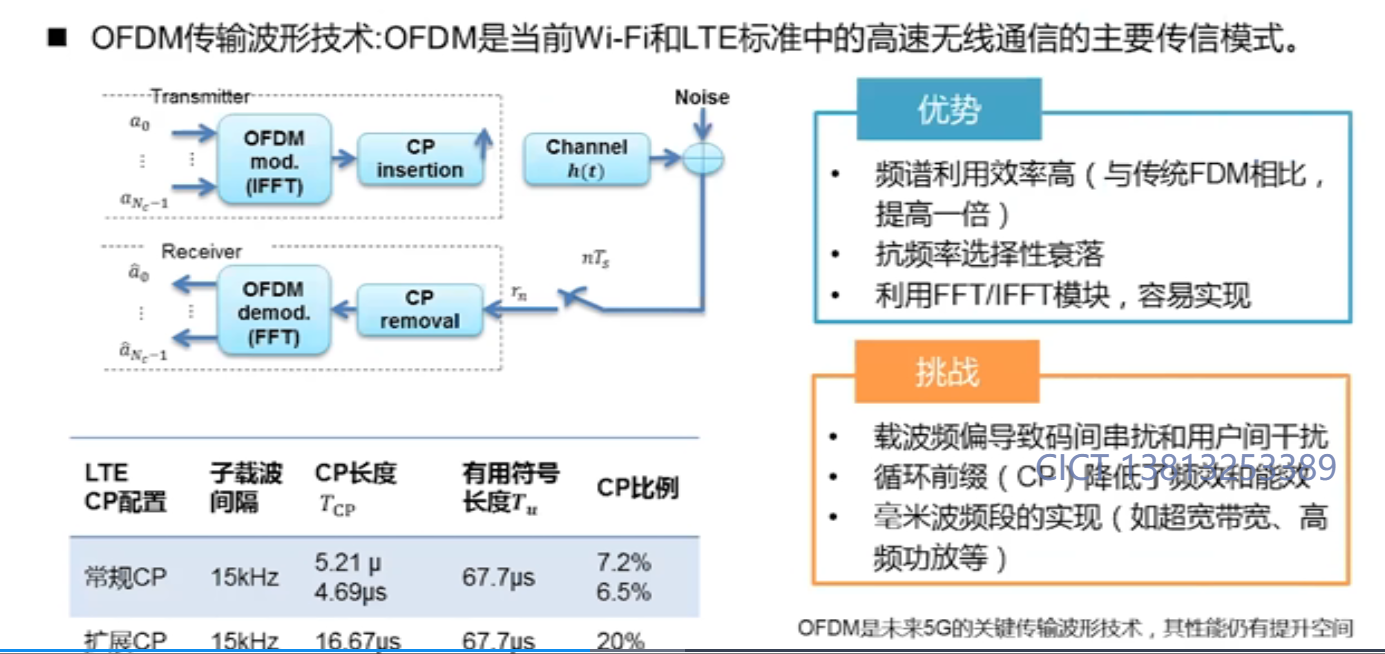 ■ OFDM传输波形技术:OFDM是当前Wi-Fi和LTE标准中的高速无线通信的主要传信模式。
Transmitter
a₀
⋮
a_{N_c−1}
⋮
OFDM
mod.
(IFFT)
CP
insertion
Channel
h(t)
Noise
Receiver
â₀
⋮
â_{N_c−1}
⋮
OFDM
demod.
(FFT)
CP
removal
r_n
nT_s
优势
• 频谱利用效率高（与传统FDM相比，
提高一倍）
• 抗频率选择性衰落
• 利用FFT/IFFT模块，容易实现
挑战
• 载波频偏导致码间串扰和用户间干扰
• 循环前缀（CP）降低了频效和能效
• 毫米波频段的实现（如超宽带宽、高
频功放等）
CICT 13813253389
LTE
CP配置
子载波
间隔
CP长度
T_CP
有用符号
长度T_u
CP比例
常规CP
15kHz
5.21 μ
4.69μs
67.7μs
7.2%
6.5%
扩展CP
15kHz
16.67μs
67.7μs
20%
OFDM是未来5G的关键传输波形技术，其性能仍有提升空间